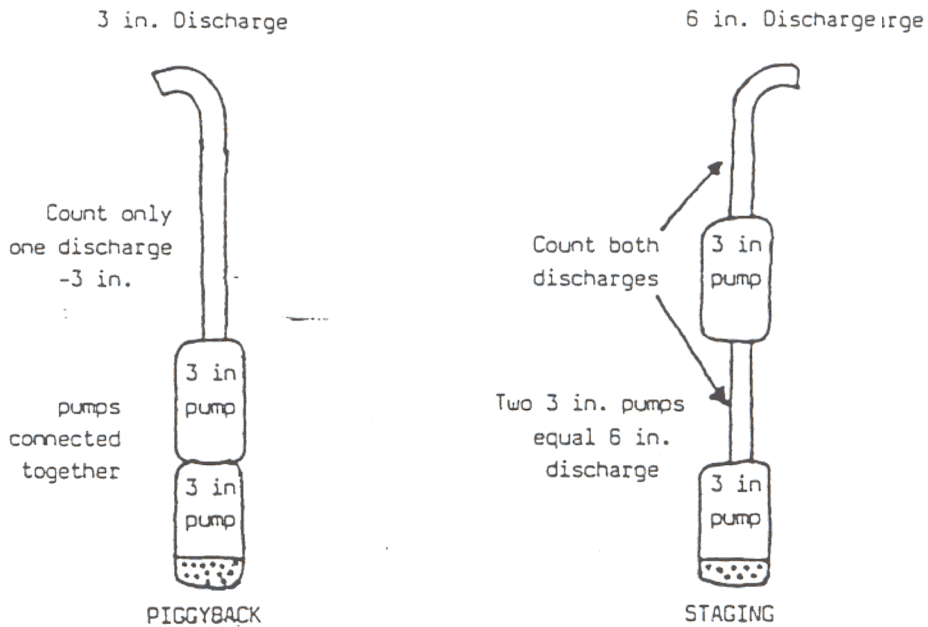 3 in. Discharge
Count only
one discharge
-3 in.
pumps
connected
together
3 in
pump
3 in
pump
PIGGYBACK
6 in. Dischargerge
Count both
discharges
Two 3 in. pumps
equal 6 in.
discharge
3 in
pump
3 in
pump
STAGING